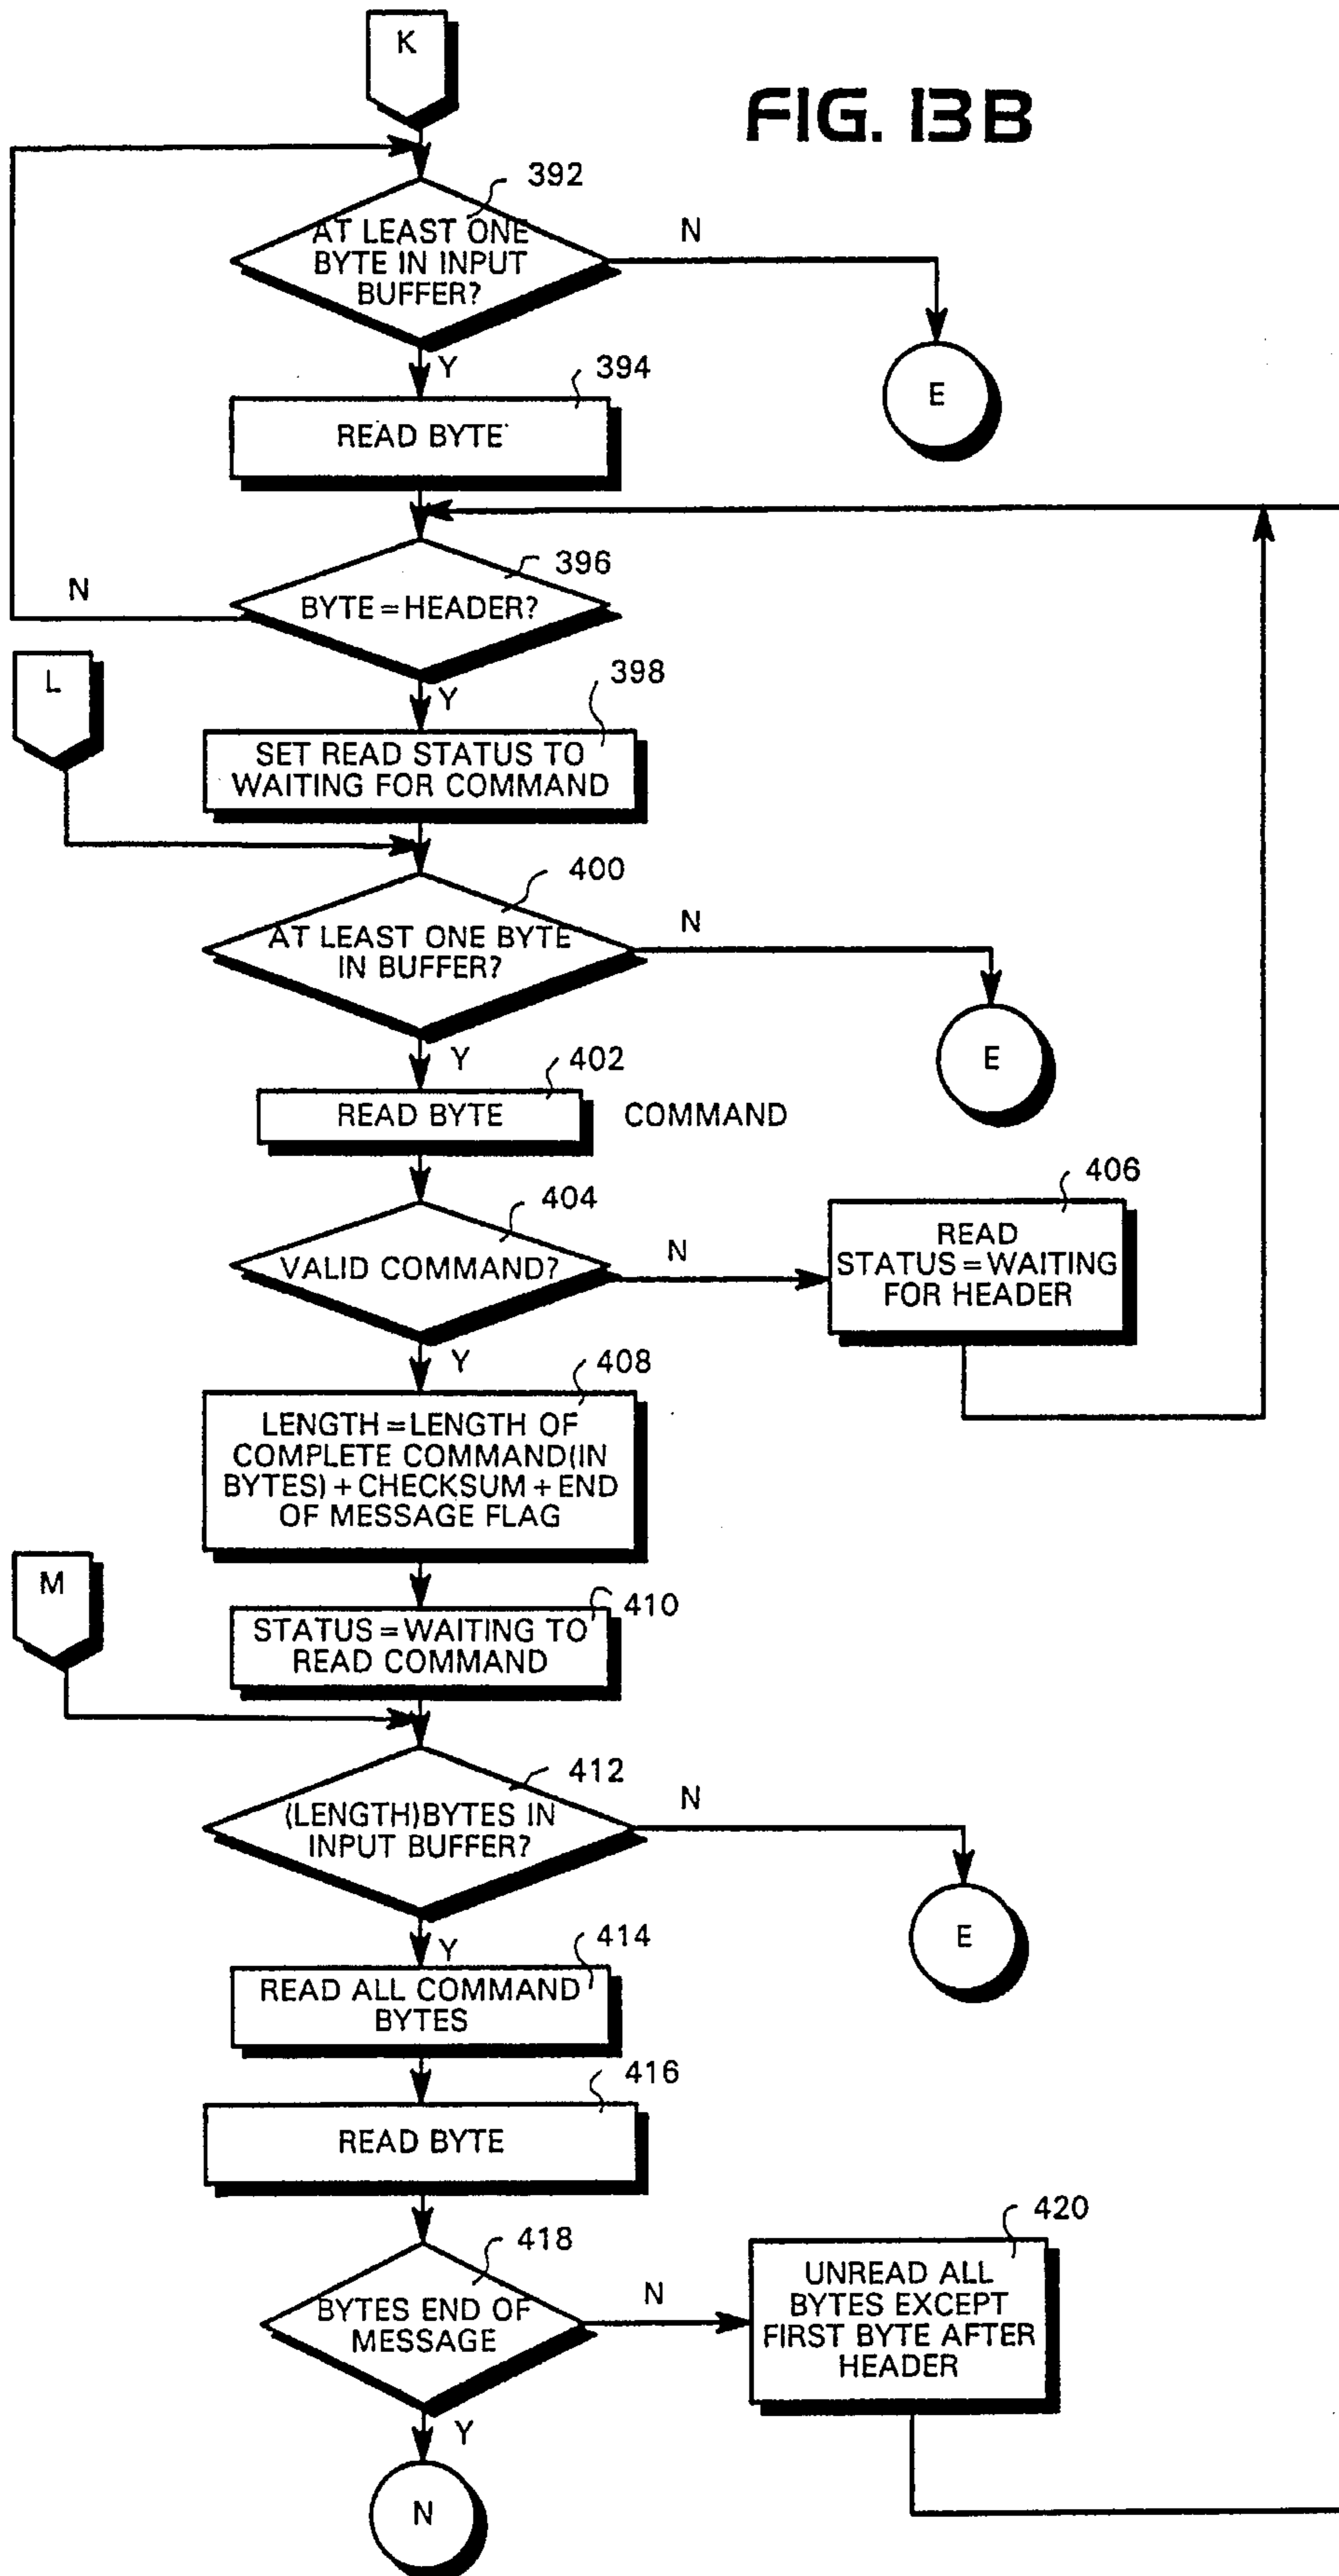 K
FIG. 13B
392
AT LEAST ONE
BYTE IN INPUT
BUFFER?
N
Y
E
394
READ BYTE
396
BYTE=HEADER?
N
Y
L
398
SET READ STATUS TO
WAITING FOR COMMAND
400
AT LEAST ONE BYTE
IN BUFFER?
N
Y
E
402
READ BYTE
COMMAND
404
VALID COMMAND?
N
Y
406
READ
STATUS=WAITING
FOR HEADER
408
LENGTH=LENGTH OF
COMPLETE COMMAND(IN
BYTES)+CHECKSUM+END
OF MESSAGE FLAG
M
410
STATUS=WAITING TO
READ COMMAND
412
(LENGTH)BYTES IN
INPUT BUFFER?
N
Y
E
414
READ ALL COMMAND
BYTES
416
READ BYTE
418
BYTES END OF
MESSAGE
N
Y
420
UNREAD ALL
BYTES EXCEPT
FIRST BYTE AFTER
HEADER
N